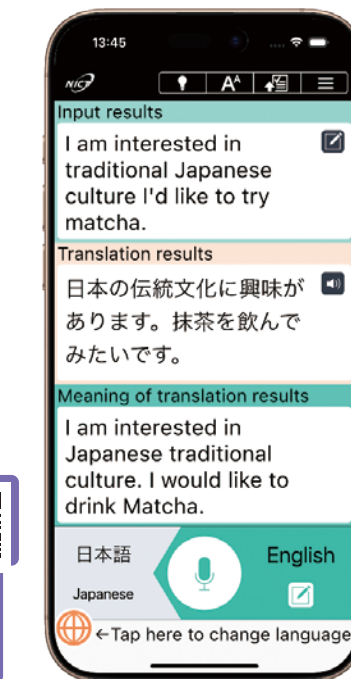 13:45
NICT
AA
Input results
I am interested in
traditional Japanese
culture I'd like to try
matcha.
Translation results
日本の伝統文化に興味が
あります。抹茶を飲んで
みたいです。
Meaning of translation results
I am interested in
Japanese traditional
culture. I would like to
drink Matcha.
日本語
English
Japanese
←Tap here to change language